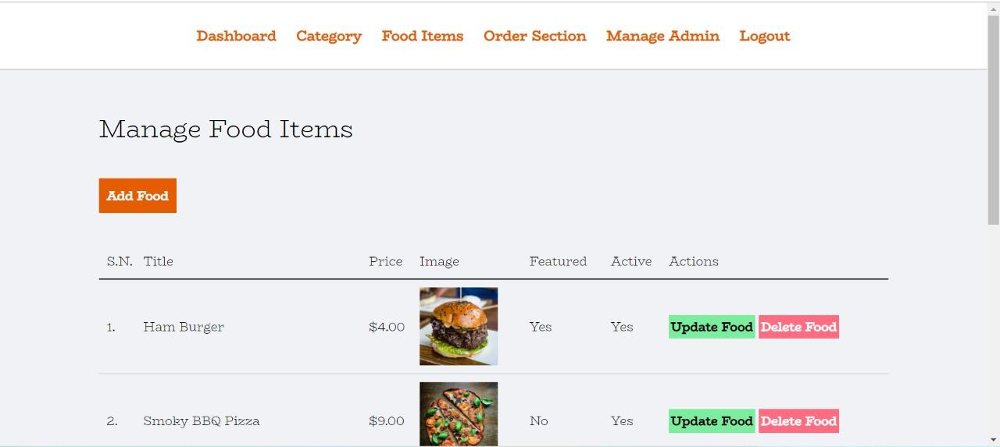 Dashboard Category Food Items Order Section Manage Admin Logout
Manage Food Items
Add Food
S.N. Title Price Image Featured Active Actions
1. Ham Burger $4.00 Yes Yes Update Food Delete Food
2. Smoky BBQ Pizza $9.00 No Yes Update Food Delete Food